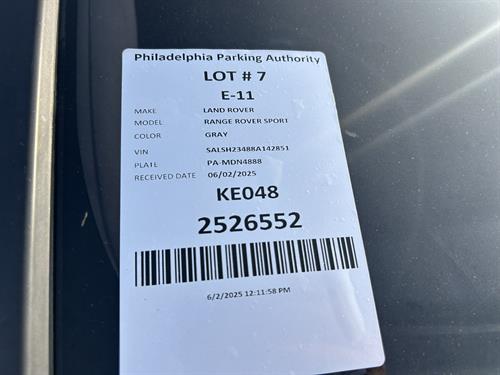 Philadelphia Parking Authority
LOT # 7
E-11
MAKE LAND ROVER
MODEL RANGE ROVER SPORT
COLOR GRAY
VIN SALSH23488A142851
PLATE PA-MDN4888
RECEIVED DATE 06/02/2025
KE048
2526552
6/2/2025 12:11:58 PM